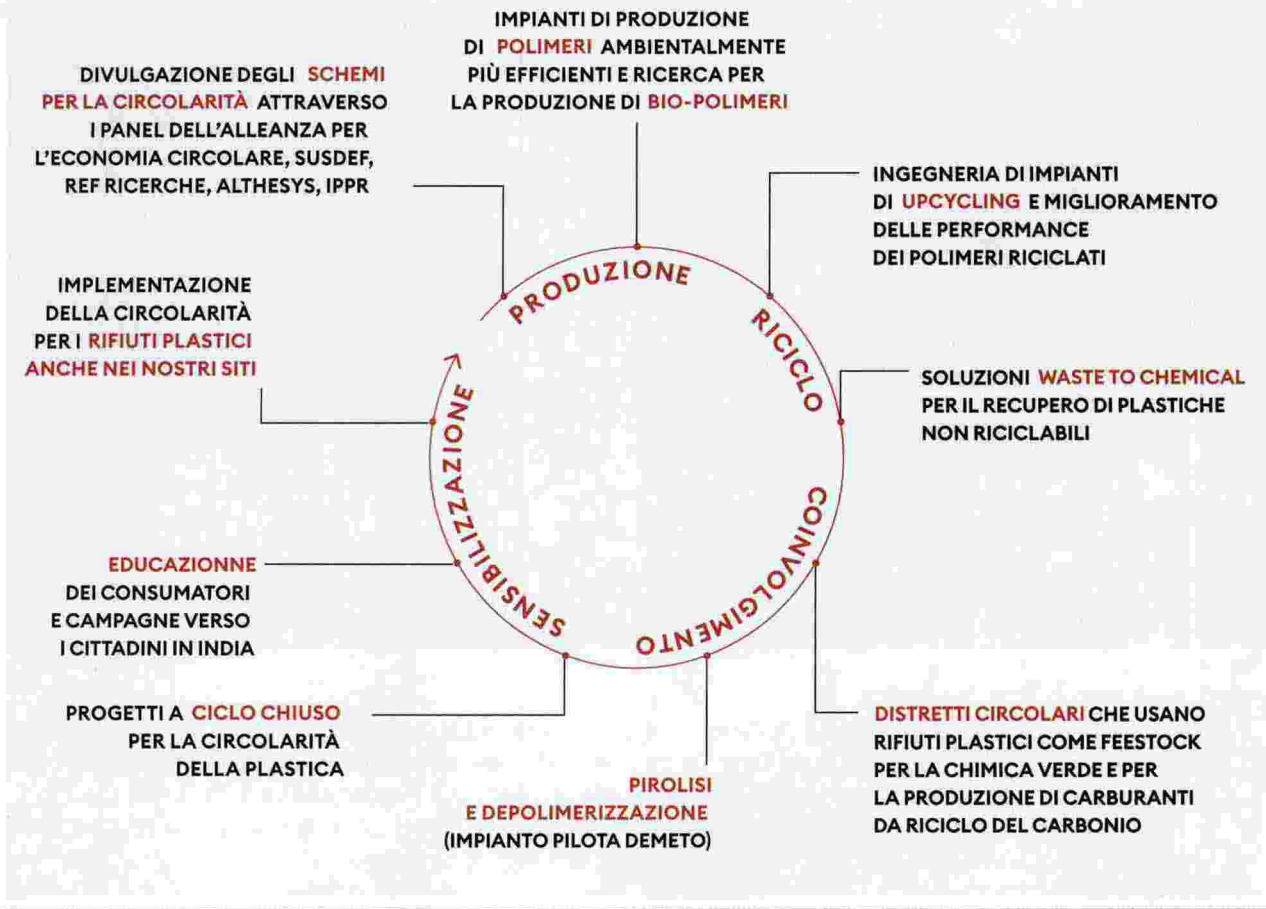 IMPIANTI DI PRODUZIONE
DI POLIMERI AMBIENTALMENTE
PIÙ EFFICIENTI E RICERCA PER
LA PRODUZIONE DI BIO-POLIMERI
DIVULGAZIONE DEGLI SCHEMI
PER LA CIRCOLARITÀ ATTRAVERSO
I PANEL DELL'ALLEANZA PER
L'ECONOMIA CIRCOLARE, SUSDEF,
REF RICERCHE, ALTHESYS, IPPR
INGEGNERIA DI IMPIANTI
DI UPCYCLING E MIGLIORAMENTO
DELLE PERFORMANCE
DEI POLIMERI RICICLATI
IMPLEMENTAZIONE
DELLA CIRCOLARITÀ
PER I RIFIUTI PLASTICI
ANCHE NEI NOSTRI SITI
PRODUZIONE
RICICLO
COINVOLGIMENTO
SENSIBILIZZAZIONE
SOLUZIONI WASTE TO CHEMICAL
PER IL RECUPERO DI PLASTICHE
NON RICICLABILI
EDUCAZIONNE
DEI CONSUMATORI
E CAMPAGNE VERSO
I CITTADINI IN INDIA
PROGETTI A CICLO CHIUSO
PER LA CIRCOLARITÀ
DELLA PLASTICA
PIROLISI
E DEPOLIMERIZZAZIONE
(IMPIANTO PILOTA DEMETO)
DISTRETTI CIRCOLARI CHE USANO
RIFIUTI PLASTICI COME FEESTOCK
PER LA CHIMICA VERDE E PER
LA PRODUZIONE DI CARBURANTI
DA RICICLO DEL CARBONIO